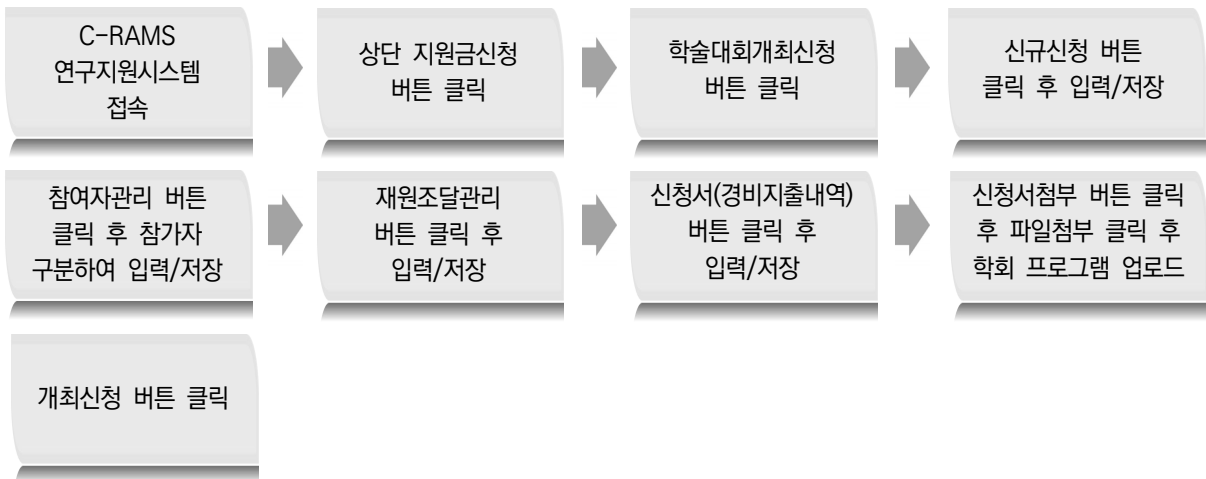 C-RAMS
연구지원시스템
접속
상단 지원금신청
버튼 클릭
학술대회개최신청
버튼 클릭
신규신청 버튼
클릭 후 입력/저장
참여자관리 버튼
클릭 후 참가자
구분하여 입력/저장
재원조달관리
버튼 클릭 후
입력/저장
신청서(경비지출내역)
버튼 클릭 후
입력/저장
신청서첨부 버튼 클릭
후 파일첨부 클릭 후
학회 프로그램 업로드
개최신청 버튼 클릭